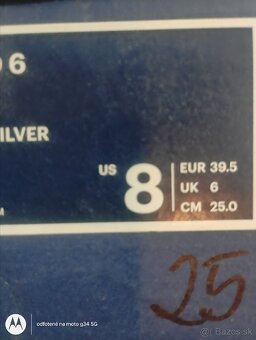 6
ILVER
US 8
EUR 39.5
UK 6
CM 25.0
M
25
odfotené na moto g34 5G
Bazos.sk